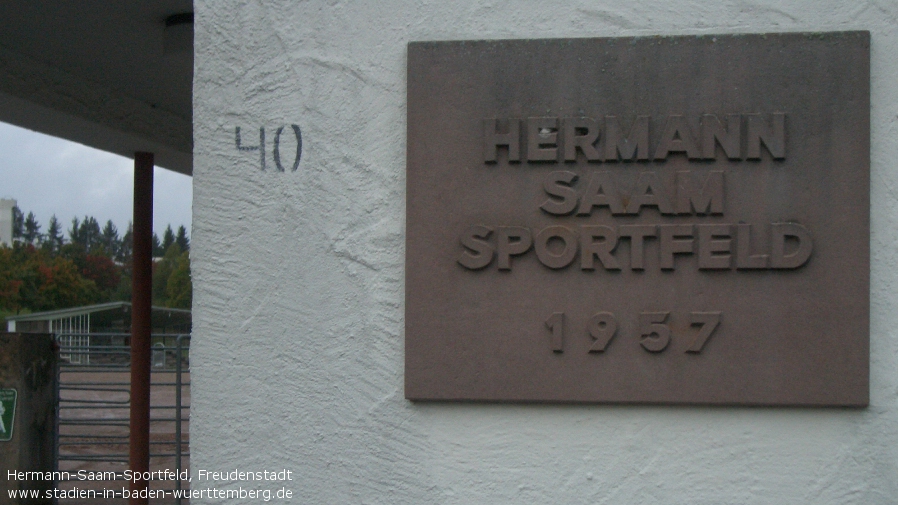 40
HERMANN
SAAM
SPORTFELD
1957
Hermann-Saam-Sportfeld, Freudenstadt
www.stadien-in-baden-wuerttemberg.de